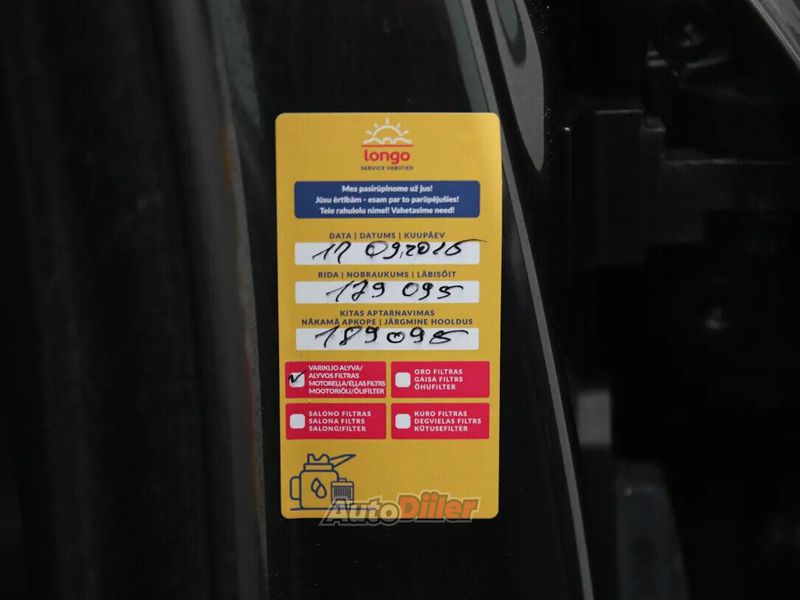 longo
SERVICE VERIFIED
Mes pasirūpinome už jus!
Jūsu ērtībām - esam par to parūpējušies!
Teie rahulolu nimel! Vahetasime need!
DATA | DATUMS | KUUPÄEV
17 09.2025
RIDA | NOBRAUKUMS | LÄBISÕIT
179 095
KITAS APTARNAVIMAS
NĀKAMĀ APKOPE | JÄRGMINE HOOLDUS
189095
VARIKLIO ALYVA/
ALYVOS FILTRAS
MOTOREĻĻA/EĻĻAS FILTRS
MOOTORIÕLI/ÕLIFILTER
ORO FILTRAS
GAISA FILTRS
ÕHUFILTER
SALONO FILTRAS
SALONA FILTRS
SALONGIFILTER
KURO FILTRAS
DEGVIELAS FILTRS
KÜTUSEFILTER
AutoDiiler